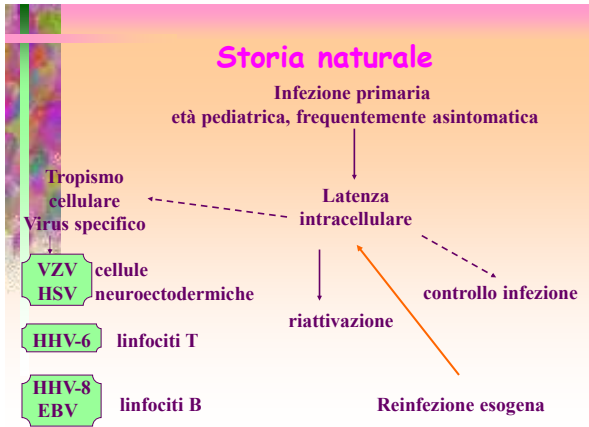 Storia naturale
Infezione primaria
età pediatrica, frequentemente asintomatica
Tropismo
cellulare
Virus specifico
Latenza
intracellulare
VZV cellule
HSV neuroectodermiche
controllo infezione
riattivazione
HHV-6 linfociti T
HHV-8
EBV linfociti B
Reinfezione esogena